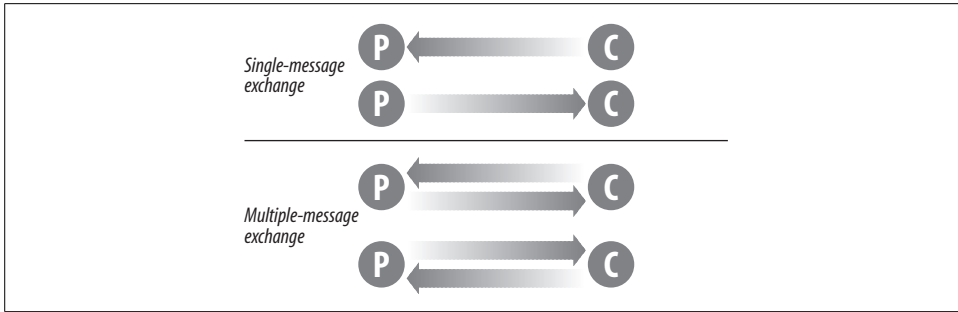 P C
Single-message
exchange
P C
P C
Multiple-message
exchange
P C